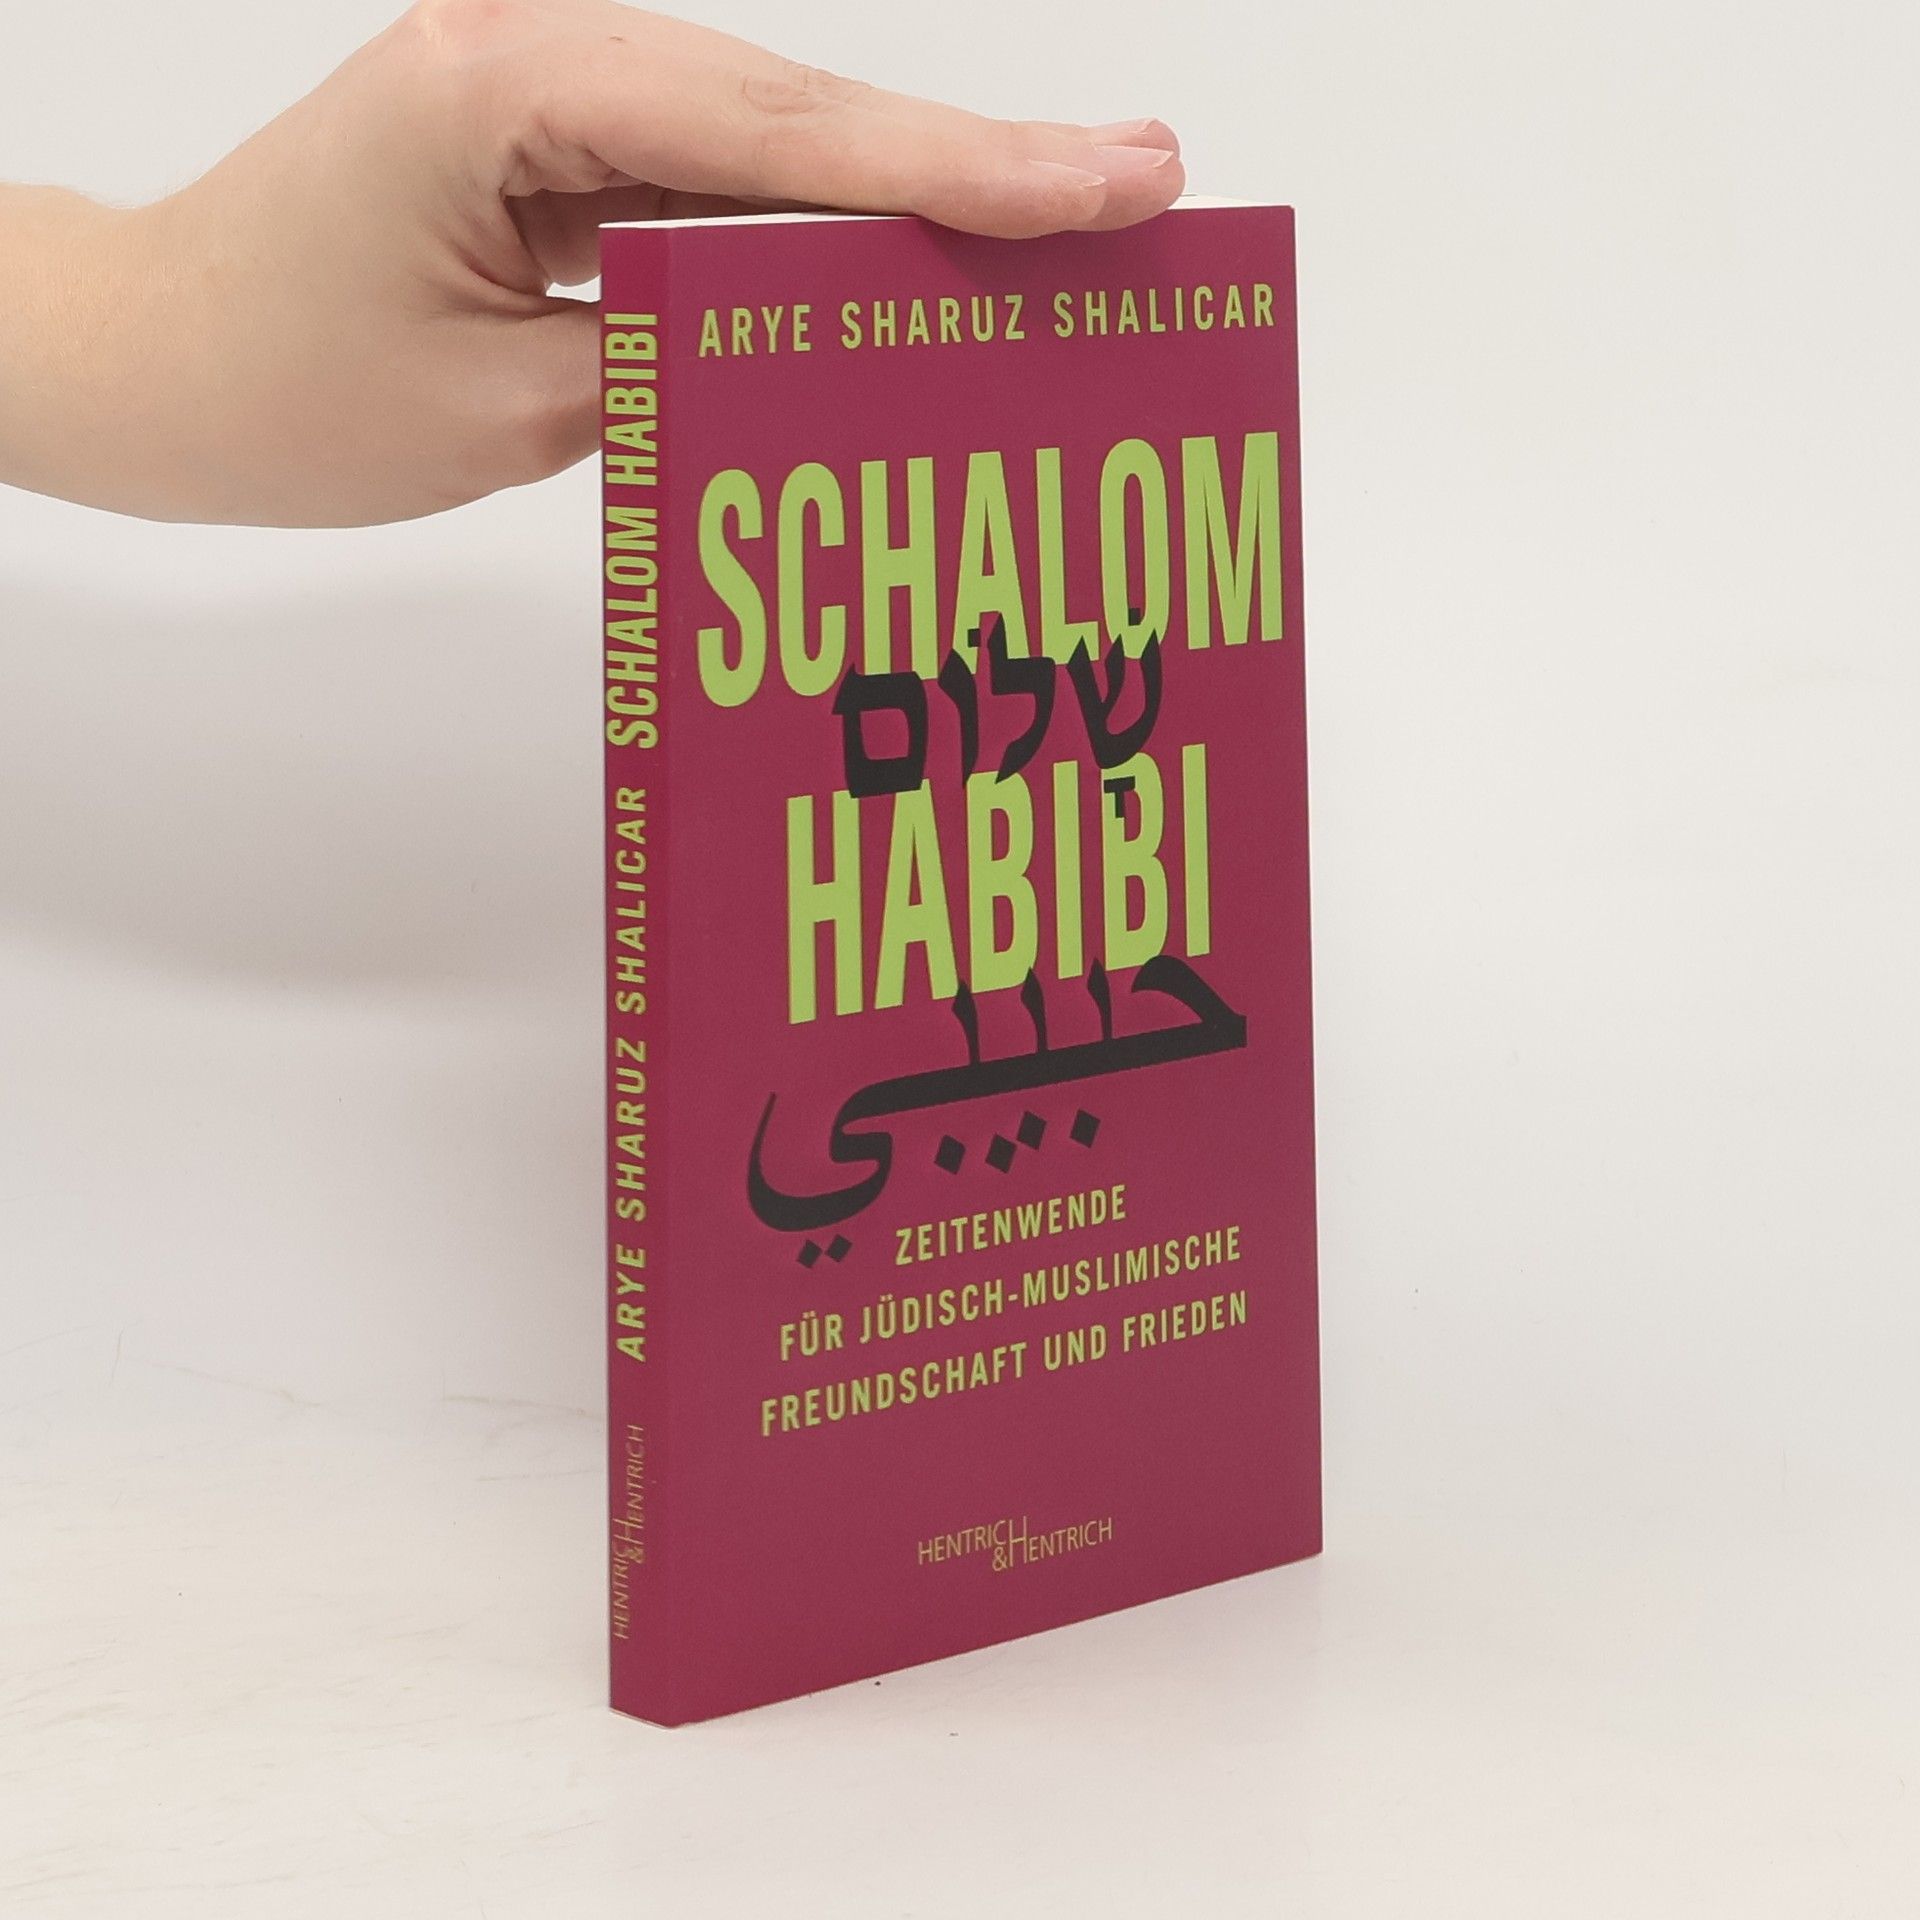 ARYE SHARUZ SHALICAR
SCHALOM
שָׁלוֹם
HABIBI
حبيبي
ZEITENWENDE
FÜR JÜDISCH-MUSLIMISCHE
FREUNDSCHAFT UND FRIEDEN
HENTRICH
&HENTRICH
ARYE SHARUZ SHALICAR SCHALOM HABIBI
HENTRICH
&HENTRICH